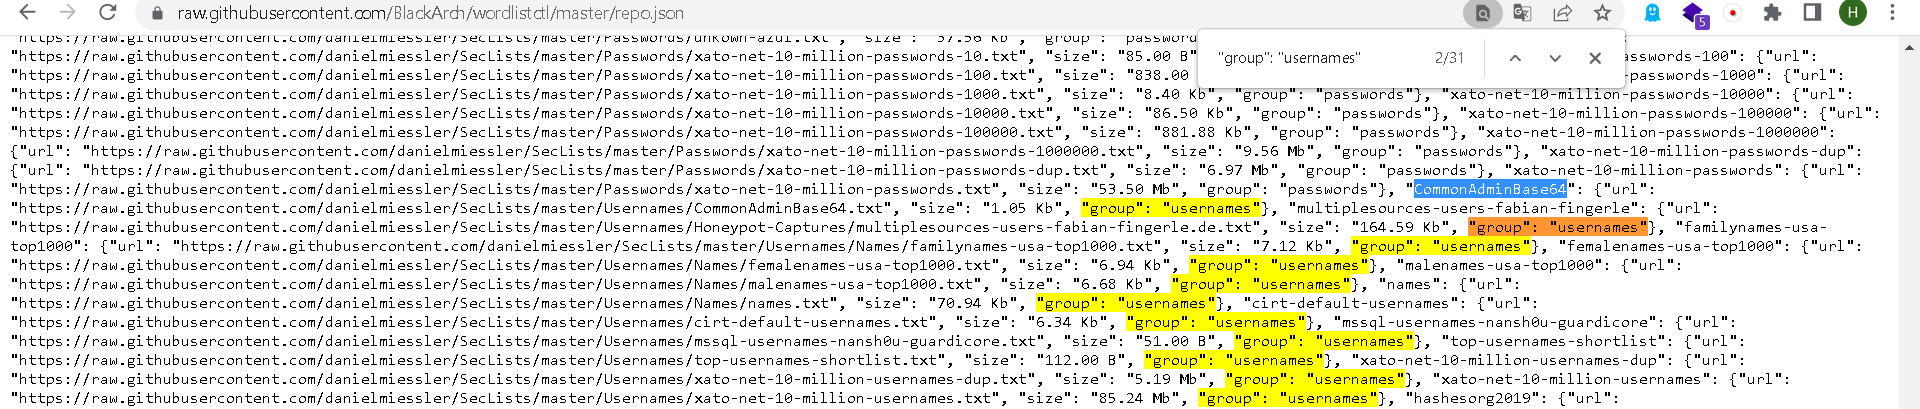 raw.githubusercontent.com/BlackArch/wordlistctl/master/repo.json
5
H
"group": "usernames"
2/31
"https://raw.githubusercontent.com/danielmiessler/SecLists/master/Passwords/unkown-azul.txt", "size": "57.56 Kb", "group": "password
"https://raw.githubusercontent.com/danielmiessler/SecLists/master/Passwords/xato-net-10-million-passwords-10.txt", "size": "85.00 B" passwords-100": {"url":
"https://raw.githubusercontent.com/danielmiessler/SecLists/master/Passwords/xato-net-10-million-passwords-100.txt", "size": "838.00 passwords-1000": {"url":
"https://raw.githubusercontent.com/danielmiessler/SecLists/master/Passwords/xato-net-10-million-passwords-1000.txt", "size": "8.40 Kb", "group": "passwords"}, "xato-net-10-million-passwords-10000": {"url":
"https://raw.githubusercontent.com/danielmiessler/SecLists/master/Passwords/xato-net-10-million-passwords-10000.txt", "size": "86.50 Kb", "group": "passwords"}, "xato-net-10-million-passwords-100000": {"url":
"https://raw.githubusercontent.com/danielmiessler/SecLists/master/Passwords/xato-net-10-million-passwords-100000.txt", "size": "881.88 Kb", "group": "passwords"}, "xato-net-10-million-passwords-1000000":
{"url": "https://raw.githubusercontent.com/danielmiessler/SecLists/master/Passwords/xato-net-10-million-passwords-1000000.txt", "size": "9.56 Mb", "group": "passwords"}, "xato-net-10-million-passwords-dup":
{"url": "https://raw.githubusercontent.com/danielmiessler/SecLists/master/Passwords/xato-net-10-million-passwords-dup.txt", "size": "6.97 Mb", "group": "passwords"}, "xato-net-10-million-passwords": {"url":
"https://raw.githubusercontent.com/danielmiessler/SecLists/master/Passwords/xato-net-10-million-passwords.txt", "size": "53.50 Mb", "group": "passwords"}, "CommonAdminBase64": {"url":
"https://raw.githubusercontent.com/danielmiessler/SecLists/master/Usernames/CommonAdminBase64.txt", "size": "1.05 Kb", "group": "usernames"}, "multiplesources-users-fabian-fingerle": {"url":
"https://raw.githubusercontent.com/danielmiessler/SecLists/master/Usernames/Honeypot-Captures/multiplesources-users-fabian-fingerle.de.txt", "size": "164.59 Kb", "group": "usernames"}, "familynames-usa-
top1000": {"url": "https://raw.githubusercontent.com/danielmiessler/SecLists/master/Usernames/Names/familynames-usa-top1000.txt", "size": "7.12 Kb", "group": "usernames"}, "femalenames-usa-top1000": {"url":
"https://raw.githubusercontent.com/danielmiessler/SecLists/master/Usernames/Names/femalenames-usa-top1000.txt", "size": "6.94 Kb", "group": "usernames"}, "malenames-usa-top1000": {"url":
"https://raw.githubusercontent.com/danielmiessler/SecLists/master/Usernames/Names/malenames-usa-top1000.txt", "size": "6.68 Kb", "group": "usernames"}, "names": {"url":
"https://raw.githubusercontent.com/danielmiessler/SecLists/master/Usernames/Names/names.txt", "size": "70.94 Kb", "group": "usernames"}, "cirt-default-usernames": {"url":
"https://raw.githubusercontent.com/danielmiessler/SecLists/master/Usernames/cirt-default-usernames.txt", "size": "6.34 Kb", "group": "usernames"}, "mssql-usernames-nansh0u-guardicore": {"url":
"https://raw.githubusercontent.com/danielmiessler/SecLists/master/Usernames/mssql-usernames-nansh0u-guardicore.txt", "size": "51.00 B", "group": "usernames"}, "top-usernames-shortlist": {"url":
"https://raw.githubusercontent.com/danielmiessler/SecLists/master/Usernames/top-usernames-shortlist.txt", "size": "112.00 B", "group": "usernames"}, "xato-net-10-million-usernames-dup": {"url":
"https://raw.githubusercontent.com/danielmiessler/SecLists/master/Usernames/xato-net-10-million-usernames-dup.txt", "size": "5.19 Mb", "group": "usernames"}, "xato-net-10-million-usernames": {"url":
"https://raw.githubusercontent.com/danielmiessler/SecLists/master/Usernames/xato-net-10-million-usernames.txt", "size": "85.24 Mb", "group": "usernames"}, "hashesorg2019": {"url":